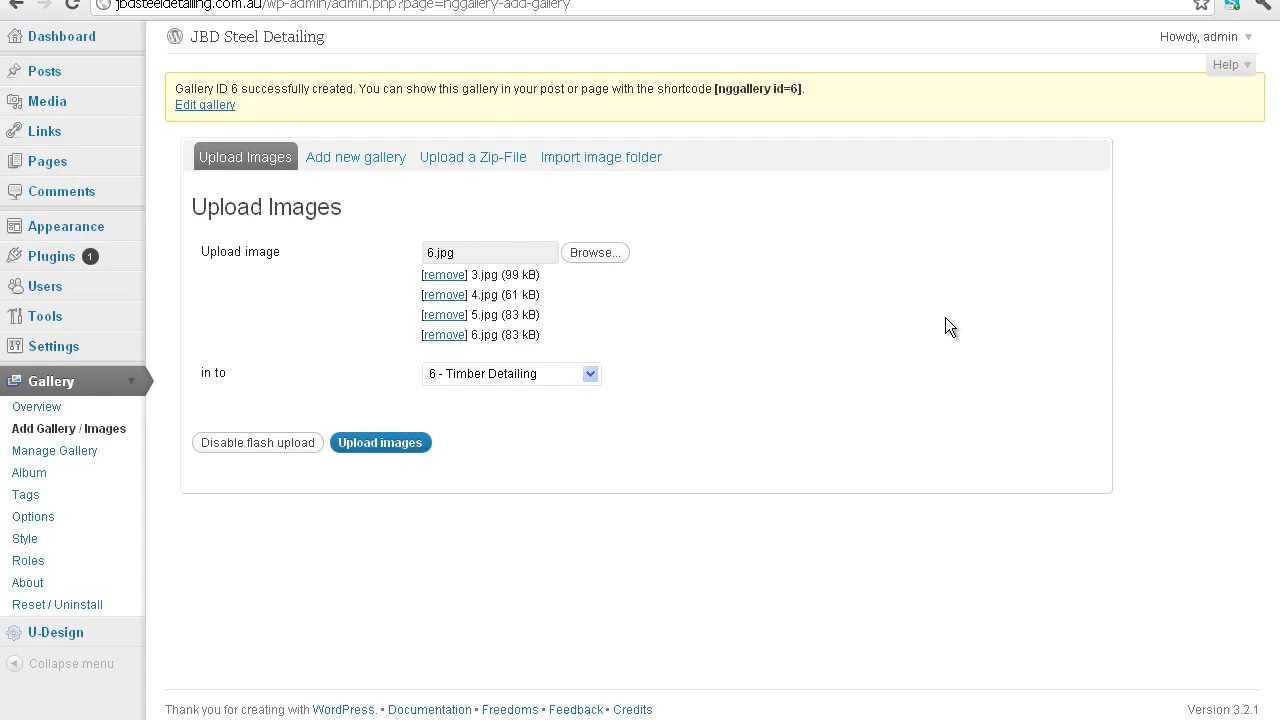 jbdsteeldetailing.com.au/wp-admin/admin.php?page=nggallery-add-gallery
JBD Steel Detailing
Howdy, admin
Help
Dashboard
Posts
Media
Links
Pages
Comments
Appearance
Plugins 1
Users
Tools
Settings
Gallery
Overview
Add Gallery / Images
Manage Gallery
Album
Tags
Options
Style
Roles
About
Reset / Uninstall
U-Design
Collapse menu
Gallery ID 6 successfully created. You can show this gallery in your post or page with the shortcode [nggallery id=6].
Edit gallery
Upload Images Add new gallery Upload a Zip-File Import image folder
Upload Images
Upload image 6.jpg Browse...
[remove] 3.jpg (99 kB)
[remove] 4.jpg (61 kB)
[remove] 5.jpg (83 kB)
[remove] 6.jpg (83 kB)
in to 6 - Timber Detailing
Disable flash upload Upload images
Thank you for creating with WordPress. • Documentation • Freedoms • Feedback • Credits
Version 3.2.1